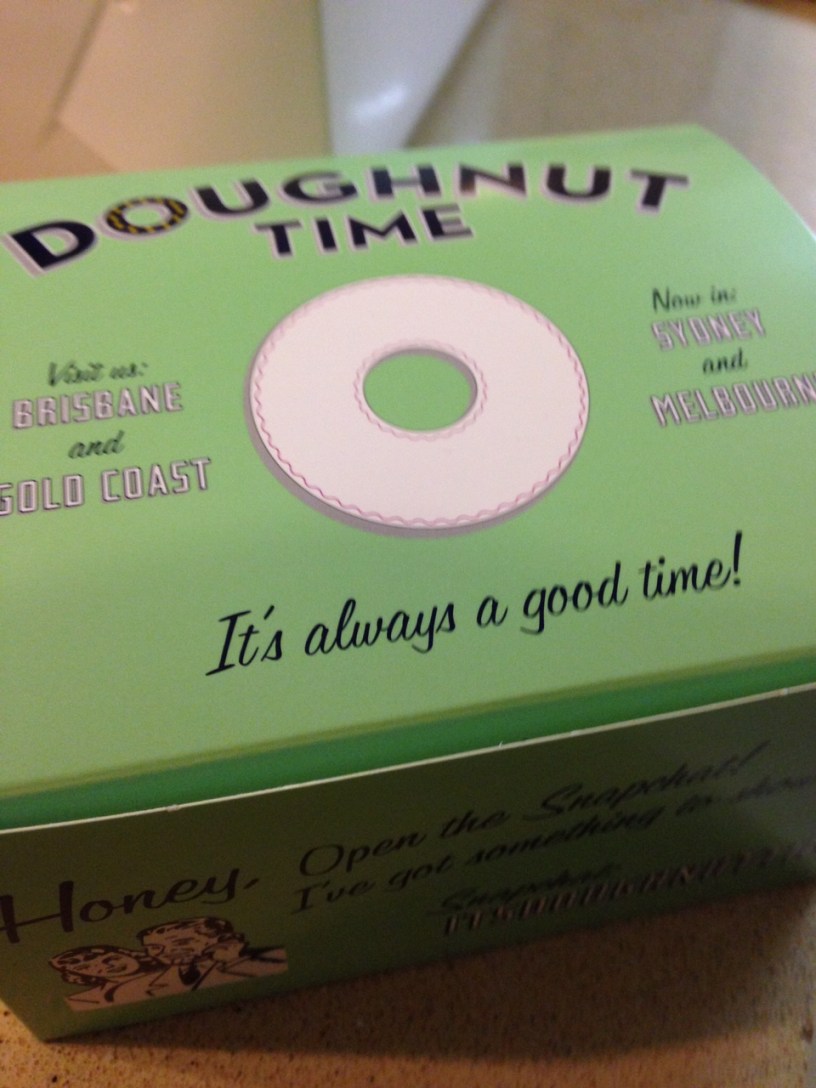 DOUGHNUT
TIME
Visit us:
BRISBANE
and
GOLD COAST
Now in:
SYDNEY
and
MELBOURN
It's always a good time!
Honey,
Open the Snapchat!
I've got something to
Snapchat: